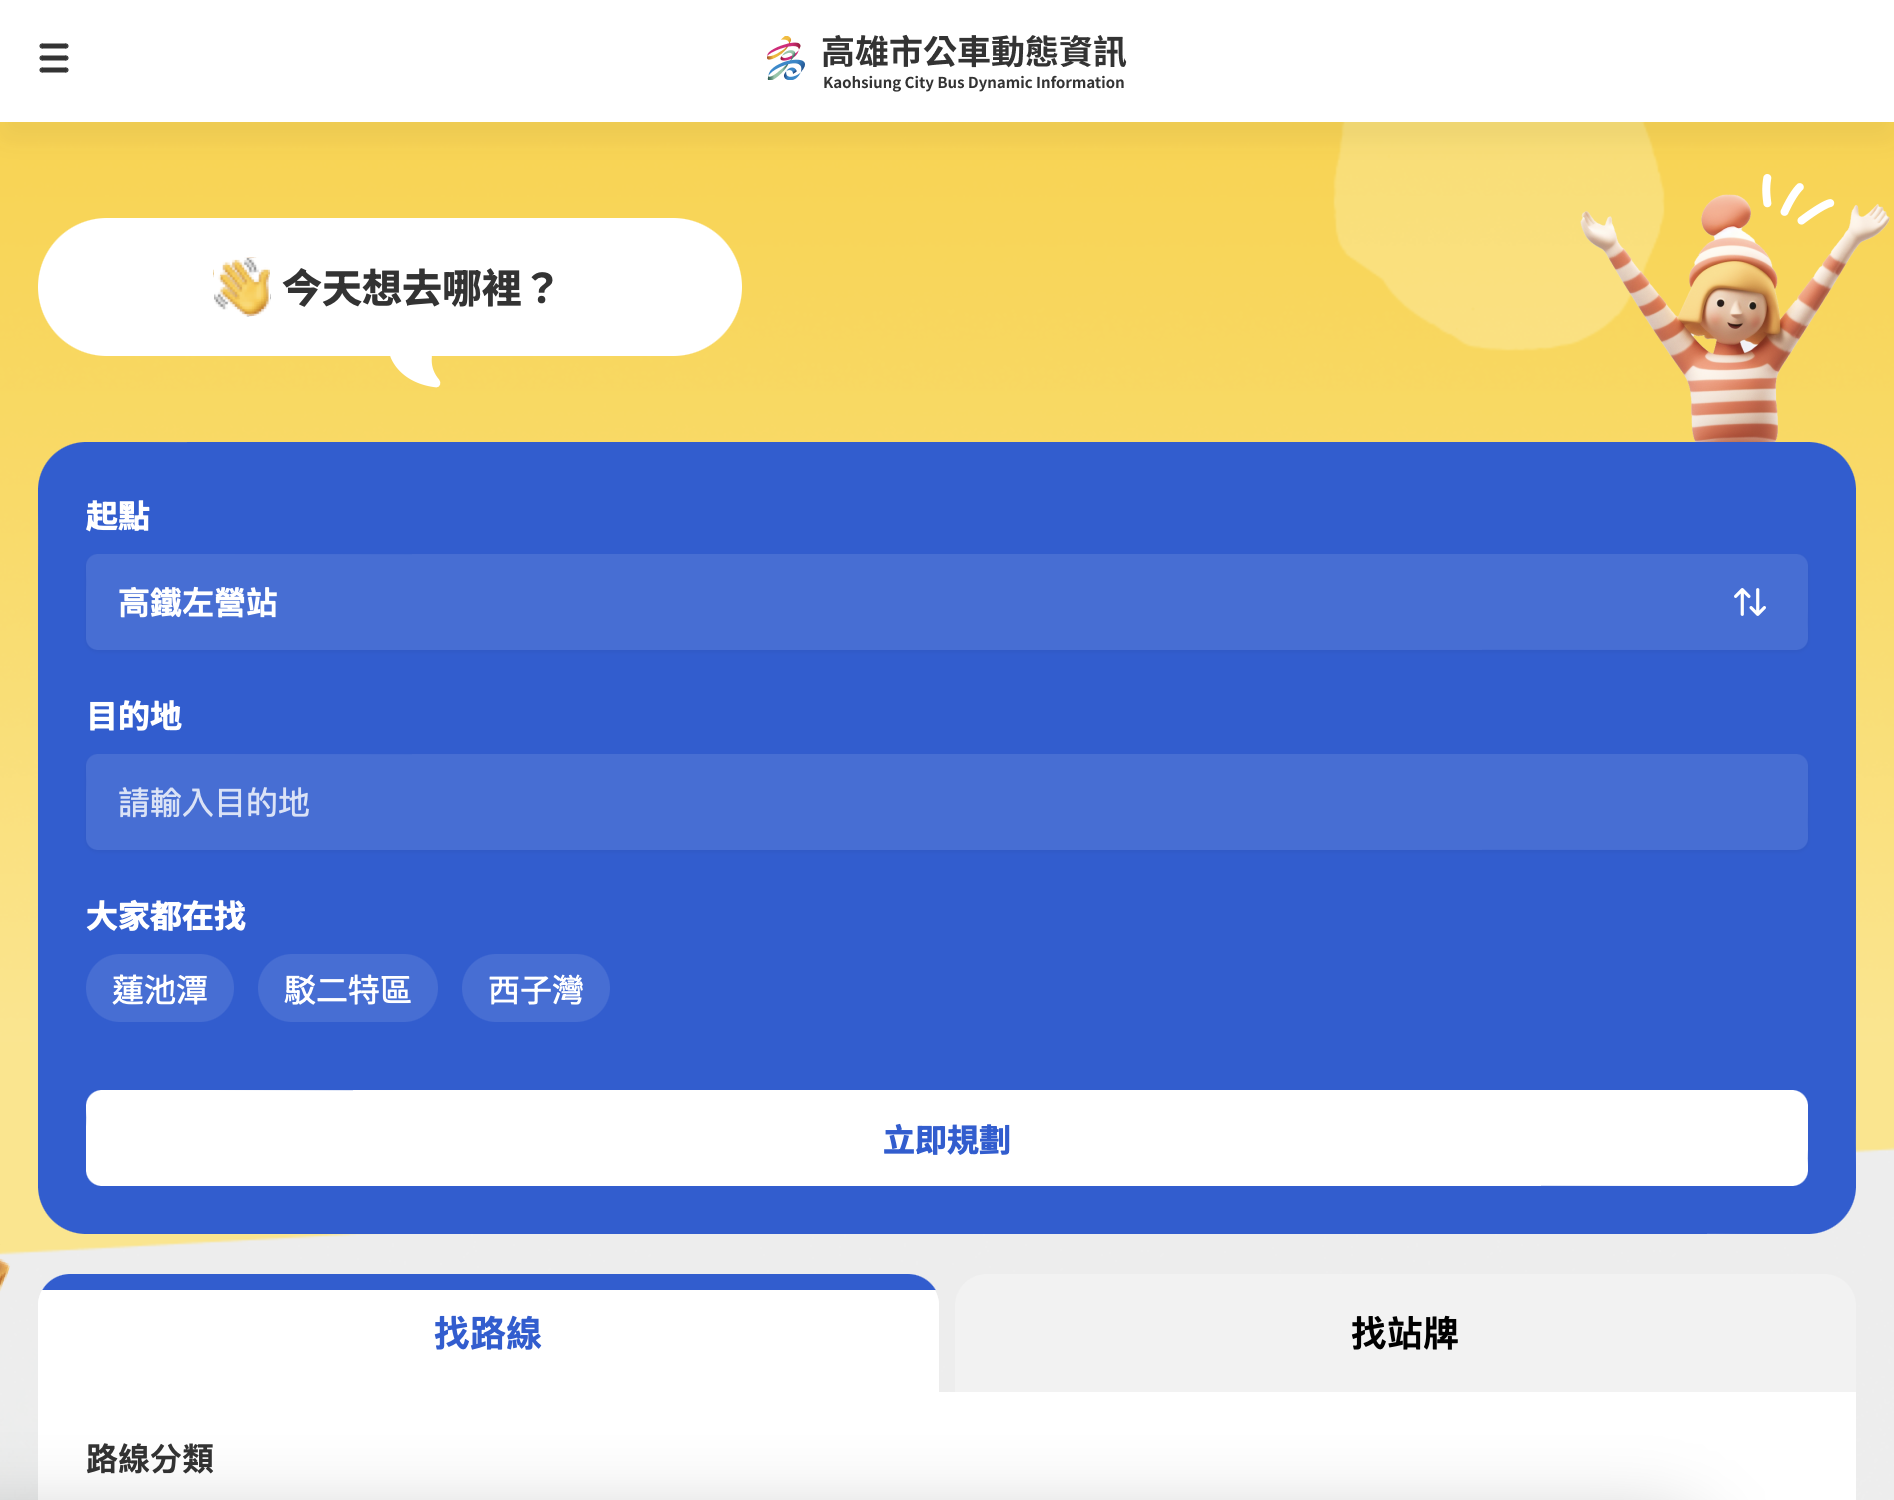 高雄市公車動態資訊
Kaohsiung City Bus Dynamic Information
👋 今天想去哪裡？
起點
高鐵左營站
目的地
請輸入目的地
大家都在找
蓮池潭 駁二特區 西子灣
立即規劃
找路線 找站牌
路線分類